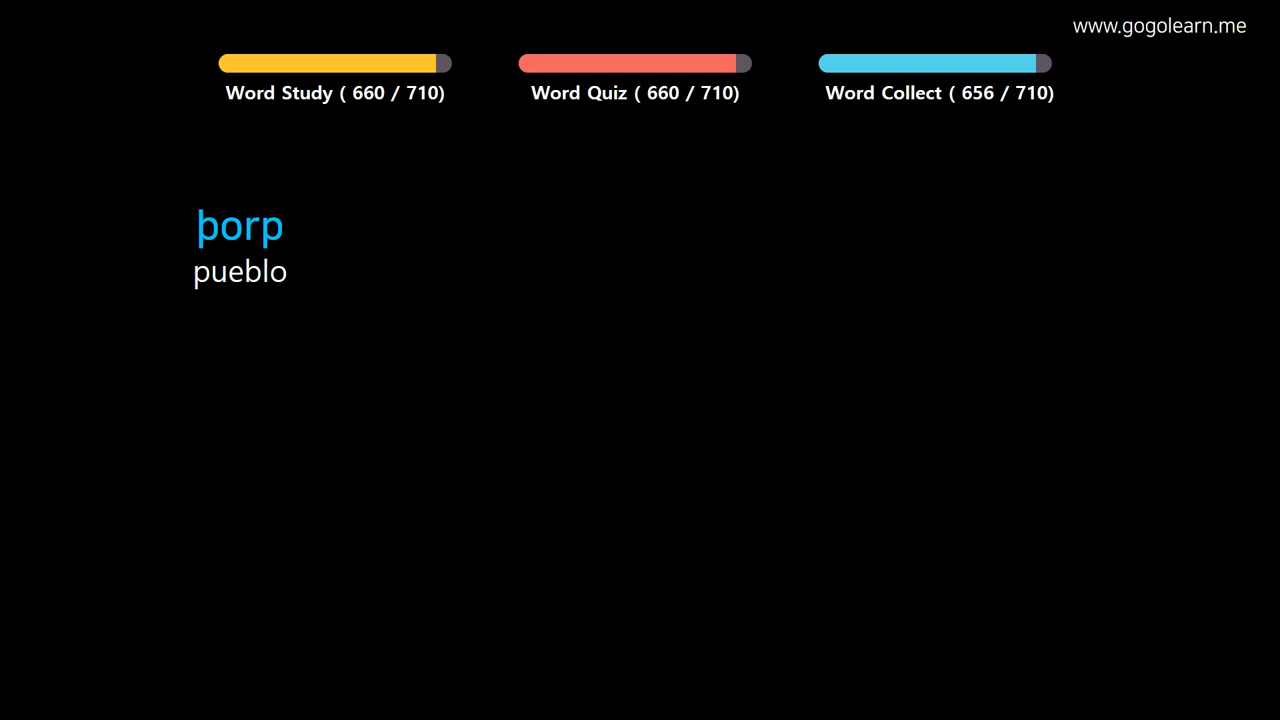 www.gogolearn.me
Word Study ( 660 / 710)
Word Quiz ( 660 / 710)
Word Collect ( 656 / 710)
þorp
pueblo